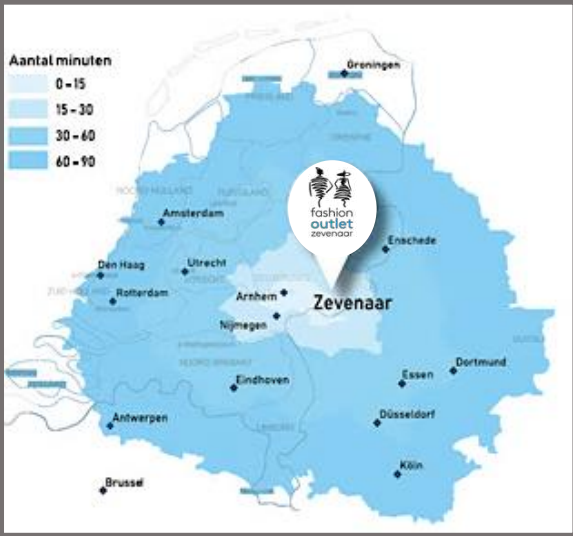 Aantal minuten
0-15
15-30
30-60
60-90
Groningen
fashion
outlet
zevenaar
Amsterdam
Enschede
Den Haag
Utrecht
Rotterdam
Arnhem
Zevenaar
Nijmegen
Dortmund
Essen
Eindhoven
Düsseldorf
Antwerpen
Köln
Brussel